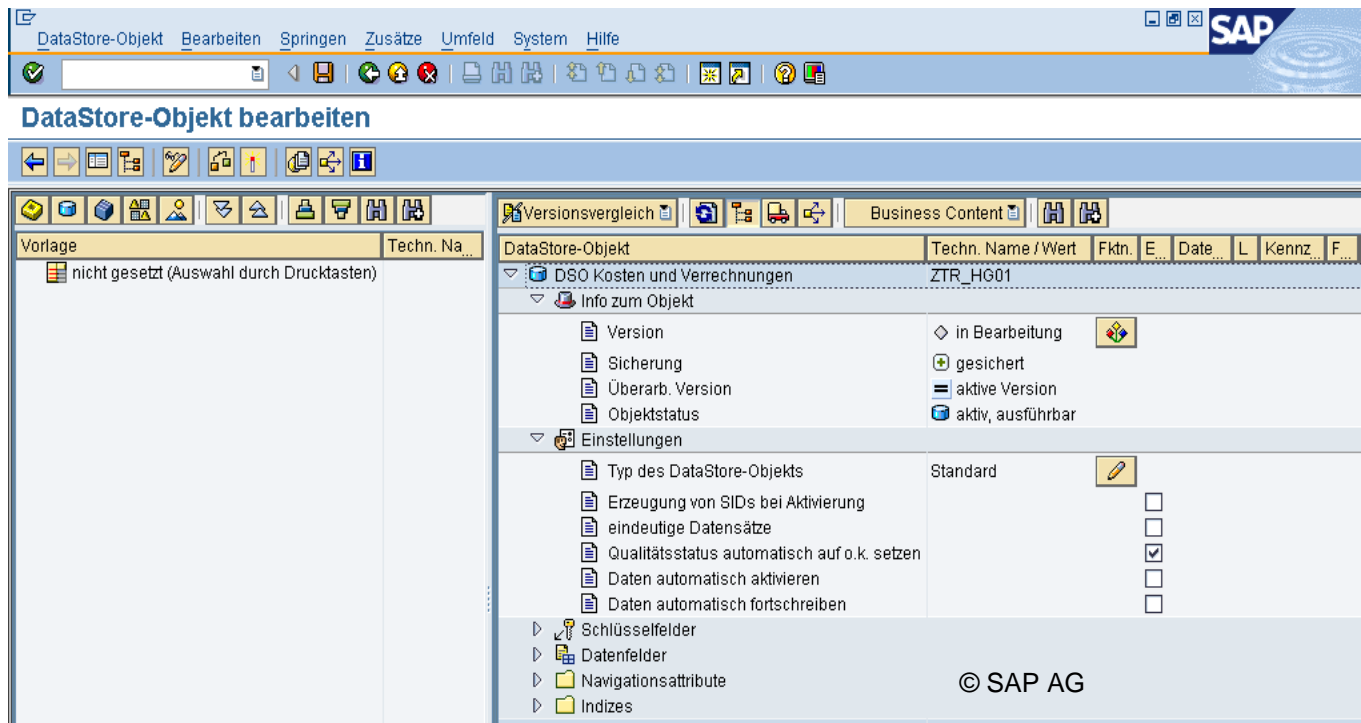 DataStore-Objekt Bearbeiten Springen Zusätze Umfeld System Hilfe
SAP
DataStore-Objekt bearbeiten
Versionsvergleich Business Content
Vorlage Techn. Na...
nicht gesetzt (Auswahl durch Drucktasten)
DataStore-Objekt Techn. Name / Wert Fktn. E... Date... L Kennz... F...
DSO Kosten und Verrechnungen ZTR_HG01
Info zum Objekt
Version in Bearbeitung
Sicherung gesichert
Überarb. Version aktive Version
Objektstatus aktiv, ausführbar
Einstellungen
Typ des DataStore-Objekts Standard
Erzeugung von SIDs bei Aktivierung
eindeutige Datensätze
Qualitätsstatus automatisch auf o.k. setzen
Daten automatisch aktivieren
Daten automatisch fortschreiben
Schlüsselfelder
Datenfelder
Navigationsattribute
© SAP AG
Indizes